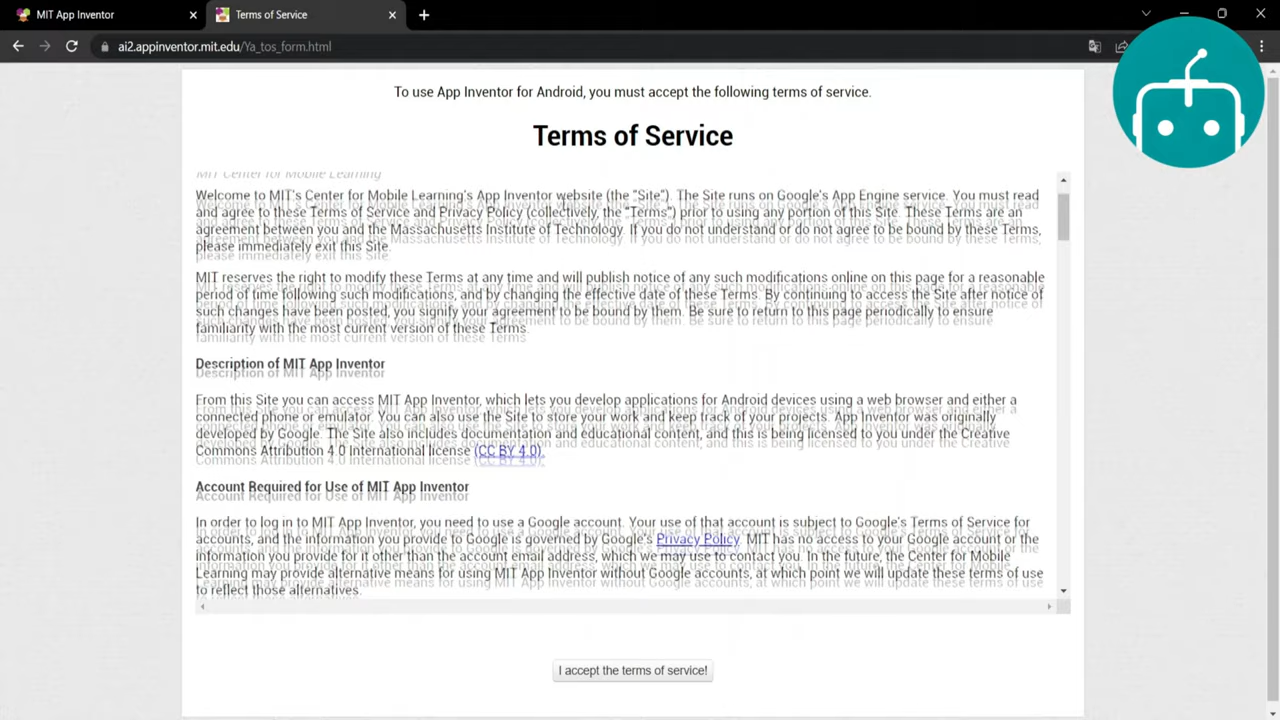 MIT App Inventor
Terms of Service
ai2.appinventor.mit.edu/Ya_tos_form.html
To use App Inventor for Android, you must accept the following terms of service.
Terms of Service
MIT Center for Mobile Learning
Welcome to MIT's Center for Mobile Learning's App Inventor website (the "Site"). The Site runs on Google's App Engine service. You must read
and agree to these Terms of Service and Privacy Policy (collectively, the "Terms") prior to using any portion of this Site. These Terms are an
agreement between you and the Massachusetts Institute of Technology. If you do not understand or do not agree to be bound by these Terms,
please immediately exit this Site.
MIT reserves the right to modify these Terms at any time and will publish notice of any such modifications online on this page for a reasonable
period of time following such modifications, and by changing the effective date of these Terms. By continuing to access the Site after notice of
such changes have been posted, you signify your agreement to be bound by them. Be sure to return to this page periodically to ensure
familiarity with the most current version of these Terms.
Description of MIT App Inventor
From this Site you can access MIT App Inventor, which lets you develop applications for Android devices using a web browser and either a
connected phone or emulator. You can also use the Site to store your work and keep track of your projects. App Inventor was originally
developed by Google. The Site also includes documentation and educational content, and this is being licensed to you under the Creative
Commons Attribution 4.0 International license (CC BY 4.0).
Account Required for Use of MIT App Inventor
In order to log in to MIT App Inventor, you need to use a Google account. Your use of that account is subject to Google's Terms of Service for
accounts, and the information you provide to Google is governed by Google's Privacy Policy. MIT has no access to your Google account or the
information you provide for it other than the account email address, which we may use to contact you. In the future, the Center for Mobile
Learning may provide alternative means for using MIT App Inventor without Google accounts, at which point we will update these terms of use
to reflect those alternatives.
I accept the terms of service!